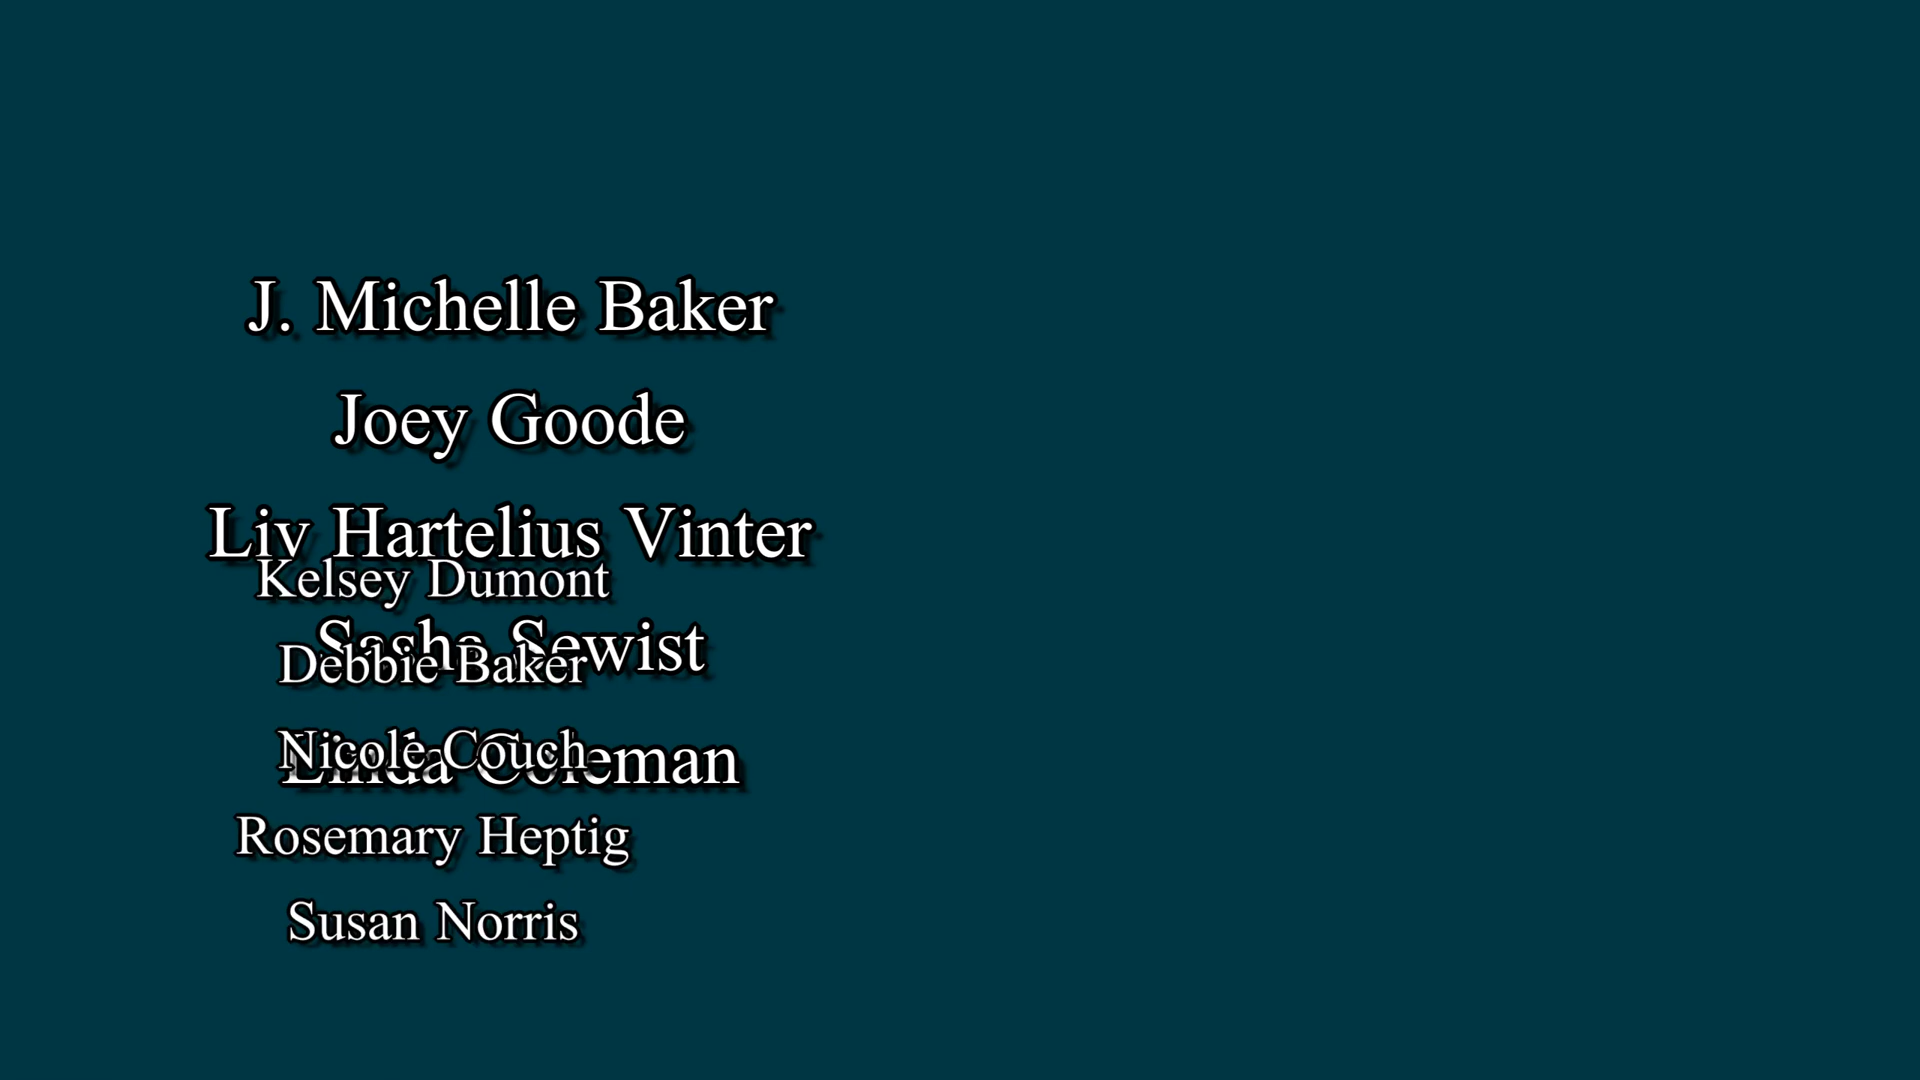 J. Michelle Baker
Joey Goode
Liv Hartelius Vinter
Kelsey Dumont
Sasha Sewist
Debbie Baker
Nicole Couch
Linda Coleman
Rosemary Heptig
Susan Norris